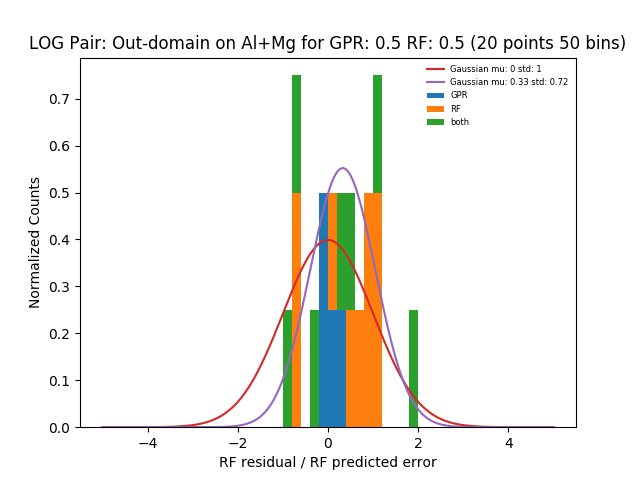 LOG Pair: Out-domain on Al+Mg for GPR: 0.5 RF: 0.5 (20 points 50 bins)
Gaussian mu: 0 std: 1
Gaussian mu: 0.33 std: 0.72
GPR
RF
both
Normalized Counts
0.7
0.6
0.5
0.4
0.3
0.2
0.1
0.0
−4 −2 0 2 4
RF residual / RF predicted error